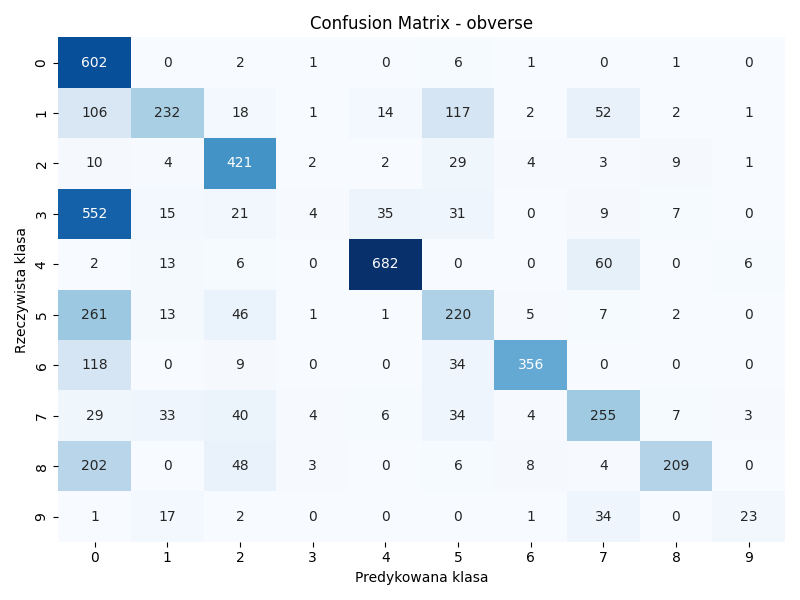 Confusion Matrix - obverse
Rzeczywista klasa
0 602 0 2 1 0 6 1 0 1 0
1 106 232 18 1 14 117 2 52 2 1
2 10 4 421 2 2 29 4 3 9 1
3 552 15 21 4 35 31 0 9 7 0
4 2 13 6 0 682 0 0 60 0 6
5 261 13 46 1 1 220 5 7 2 0
6 118 0 9 0 0 34 356 0 0 0
7 29 33 40 4 6 34 4 255 7 3
8 202 0 48 3 0 6 8 4 209 0
9 1 17 2 0 0 0 1 34 0 23
0 1 2 3 4 5 6 7 8 9
Predykowana klasa